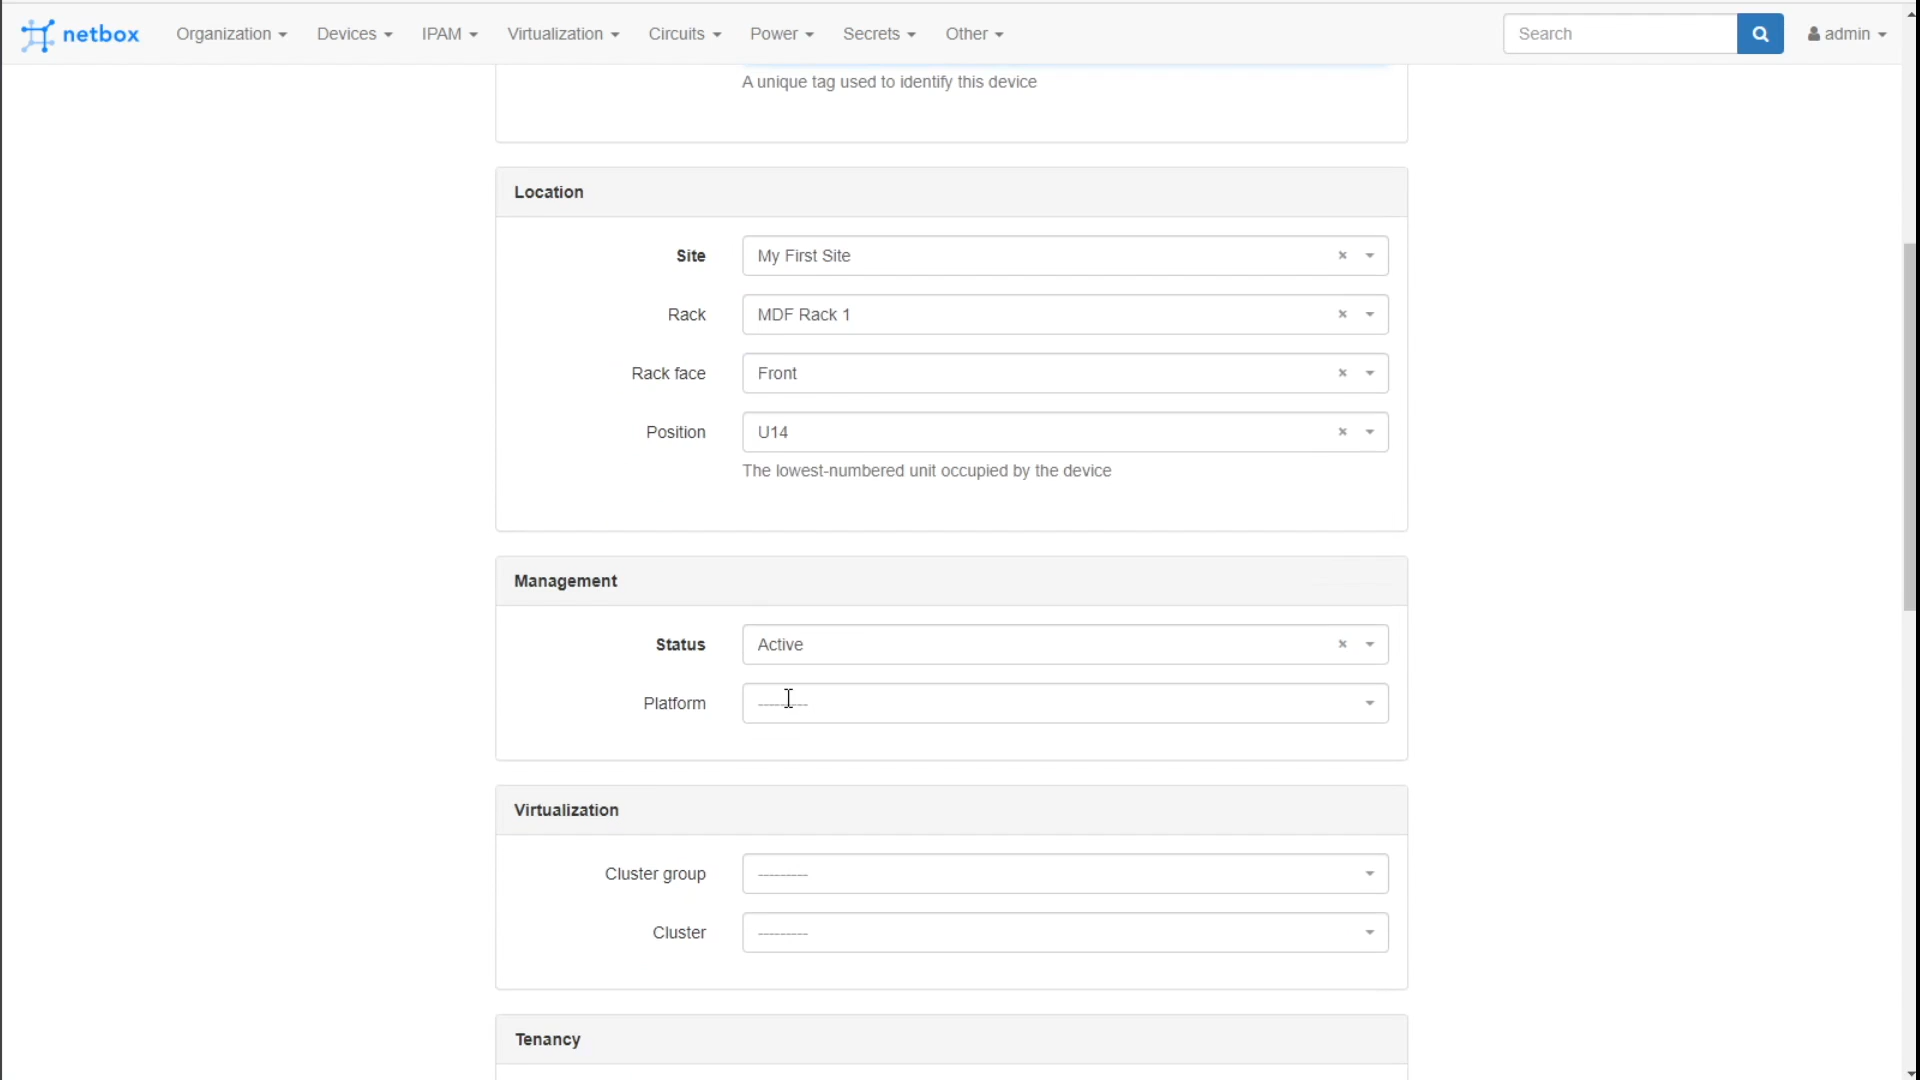 netbox Organization Devices IPAM Virtualization Circuits Power Secrets Other Search admin
A unique tag used to identify this device
Location
Site My First Site × 
Rack MDF Rack 1 ×
Rack face Front ×
Position U14 ×
The lowest-numbered unit occupied by the device
Management
Status Active ×
Platform ---------
Virtualization
Cluster group ---------
Cluster ---------
Tenancy